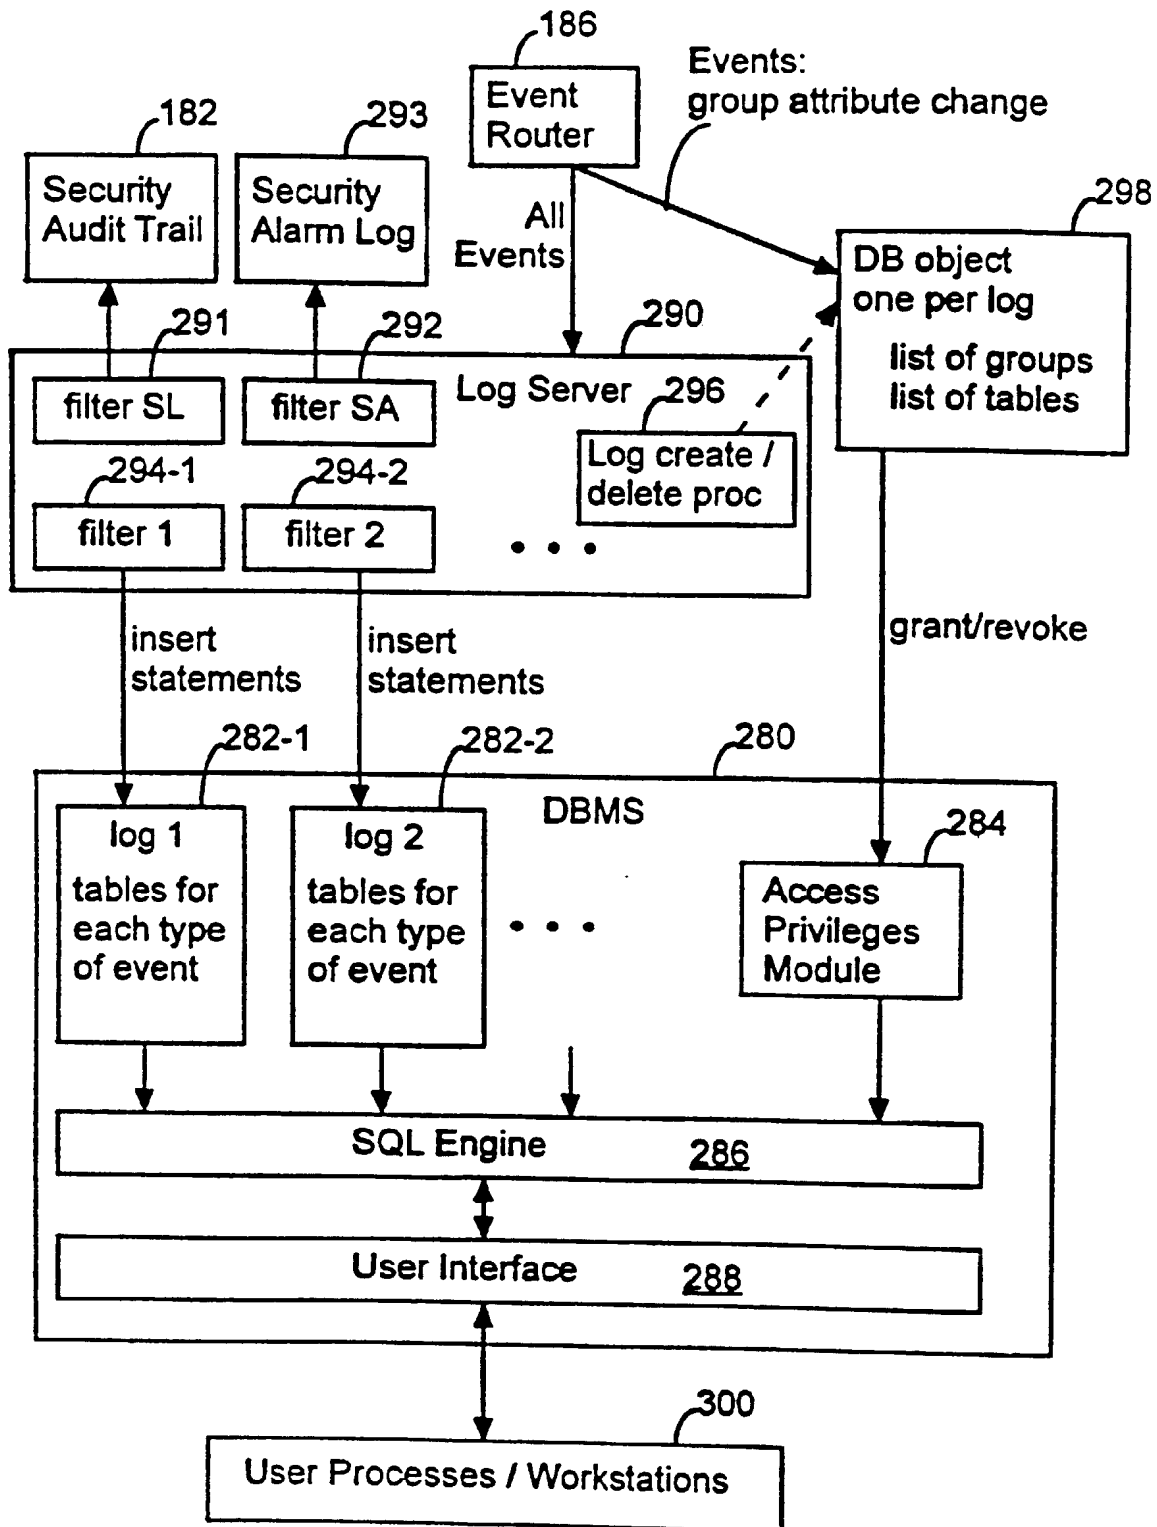 186
Event
Router
Events:
group attribute change
182
Security
Audit Trail
293
Security
Alarm Log
All
Events
298
DB object
one per log
list of groups
list of tables
290
Log Server
291
filter SL
292
filter SA
296
Log create /
delete proc
294-1
filter 1
294-2
filter 2
• • •
insert
statements
insert
statements
grant/revoke
280
DBMS
282-1
log 1
tables for
each type
of event
282-2
log 2
tables for
each type
of event
• • •
284
Access
Privileges
Module
SQL Engine 286
User Interface 288
300
User Processes / Workstations